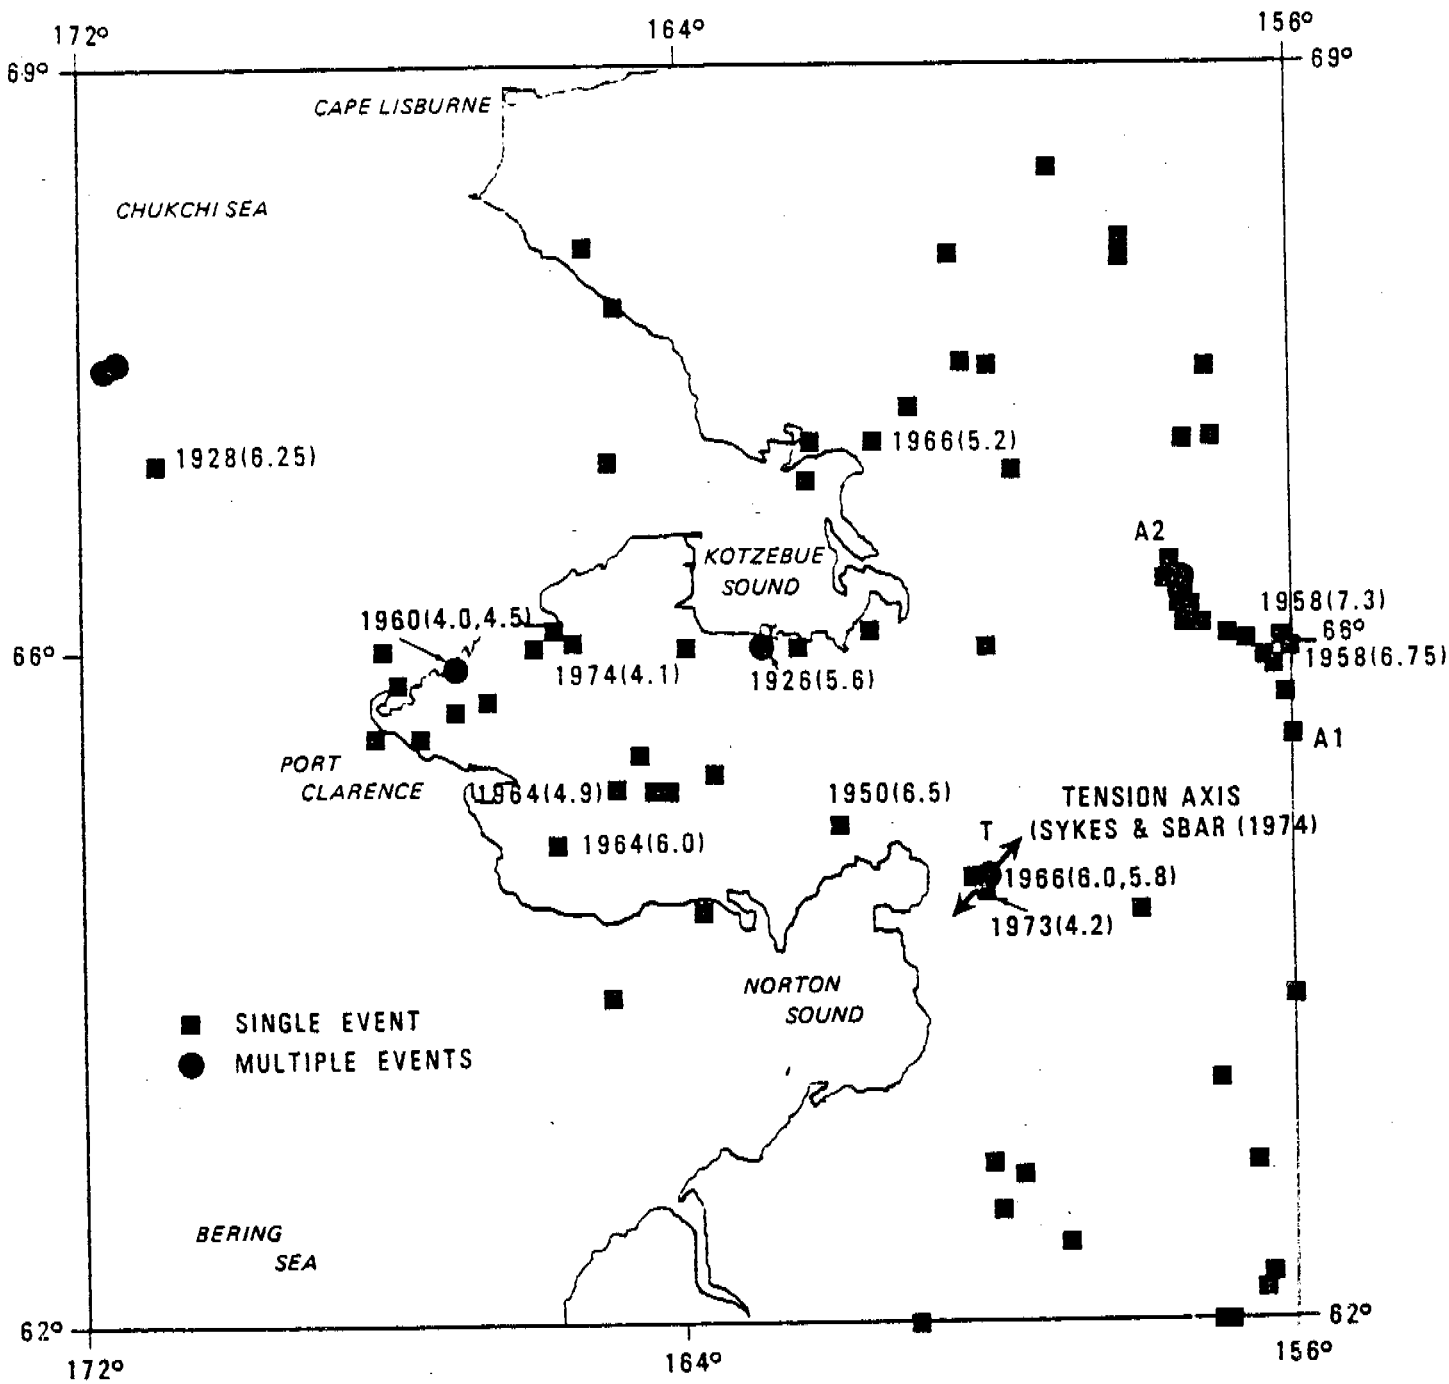 172°
164°
156°
69°
69°
CAPE LISBURNE
CHUKCHI SEA
1928(6.25)
1966(5.2)
A2
KOTZEBUE
SOUND
1958(7.3)
1960(4.0,4.5)
66°
66°
1958(6.75)
1974(4.1)
1926(5.6)
A1
PORT
CLARENCE
1964(4.9)
1950(6.5)
TENSION AXIS
T
(SYKES & SBAR (1974)
1964(6.0)
1966(6.0,5.8)
1973(4.2)
NORTON
SOUND
SINGLE EVENT
MULTIPLE EVENTS
BERING
SEA
62°
62°
172°
164°
156°